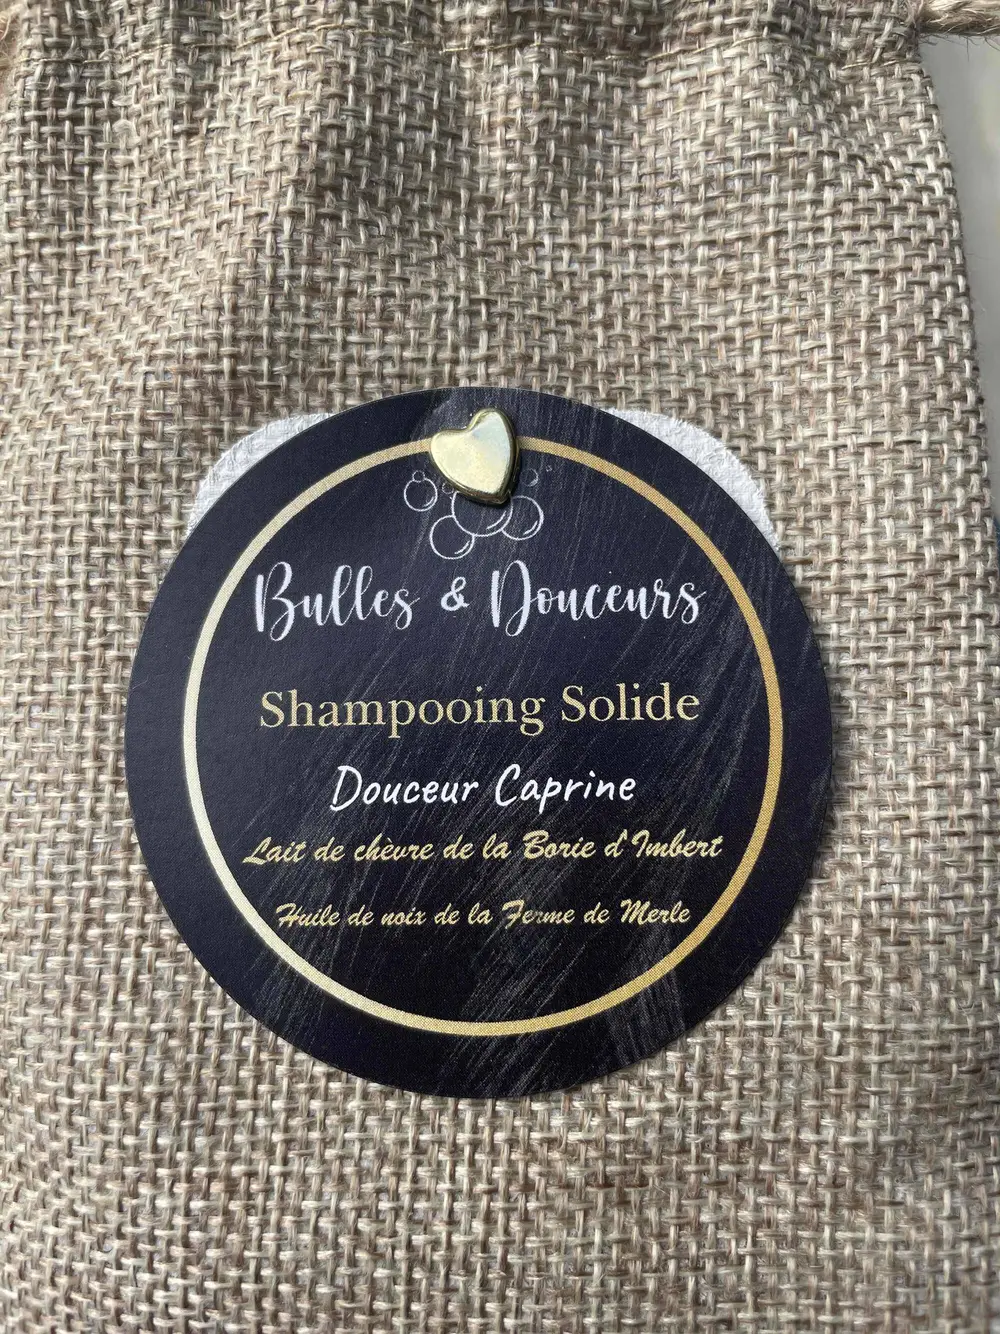 Bulles & Douceurs
Shampooing Solide
Douceur Caprine
Lait de chèvre de la Borie d'Imbert
Huile de noix de la Ferme de Merle